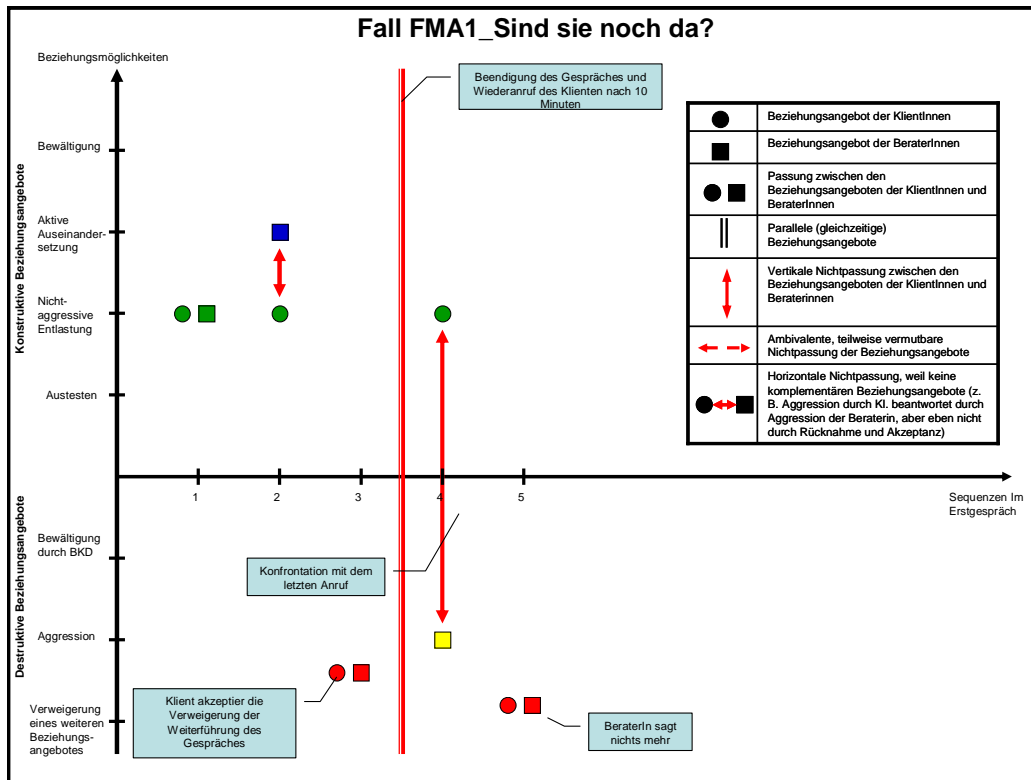 Fall FMA1_Sind sie noch da?
Beziehungsmöglichkeiten
Beendigung des Gespräches und
Wiederanruf des Klienten nach 10
Minuten
Konstruktive Beziehungsangebote
Bewältigung
Aktive
Auseinander-
setzung
Nicht-
aggressive
Entlastung
Austesten
Beziehungsangebot der KlientInnen
Beziehungsangebot der BeraterInnen
Passung zwischen den
Beziehungsangeboten der KlientInnen und
BeraterInnen
Parallele (gleichzeitige)
Beziehungsangebote
Vertikale Nichtpassung zwischen den
Beziehungsangeboten der KlientInnen und
Beraterinnen
Ambivalente, teilweise vermutbare
Nichtpassung der Beziehungsangebote
Horizontale Nichtpassung, weil keine
komplementären Beziehungsangebote (z.
B. Aggression durch Kl. beantwortet durch
Aggression der Beraterin, aber eben nicht
durch Rücknahme und Akzeptanz)
1
2
3
4
5
Sequenzen Im
Erstgespräch
Destruktive Beziehungsangebote
Bewältigung
durch BKD
Aggression
Verweigerung
eines weiteren
Beziehungs-
angebotes
Konfrontation mit dem
letzten Anruf
Klient akzeptier die
Verweigerung der
Weiterführung des
Gespräches
BeraterIn sagt
nichts mehr